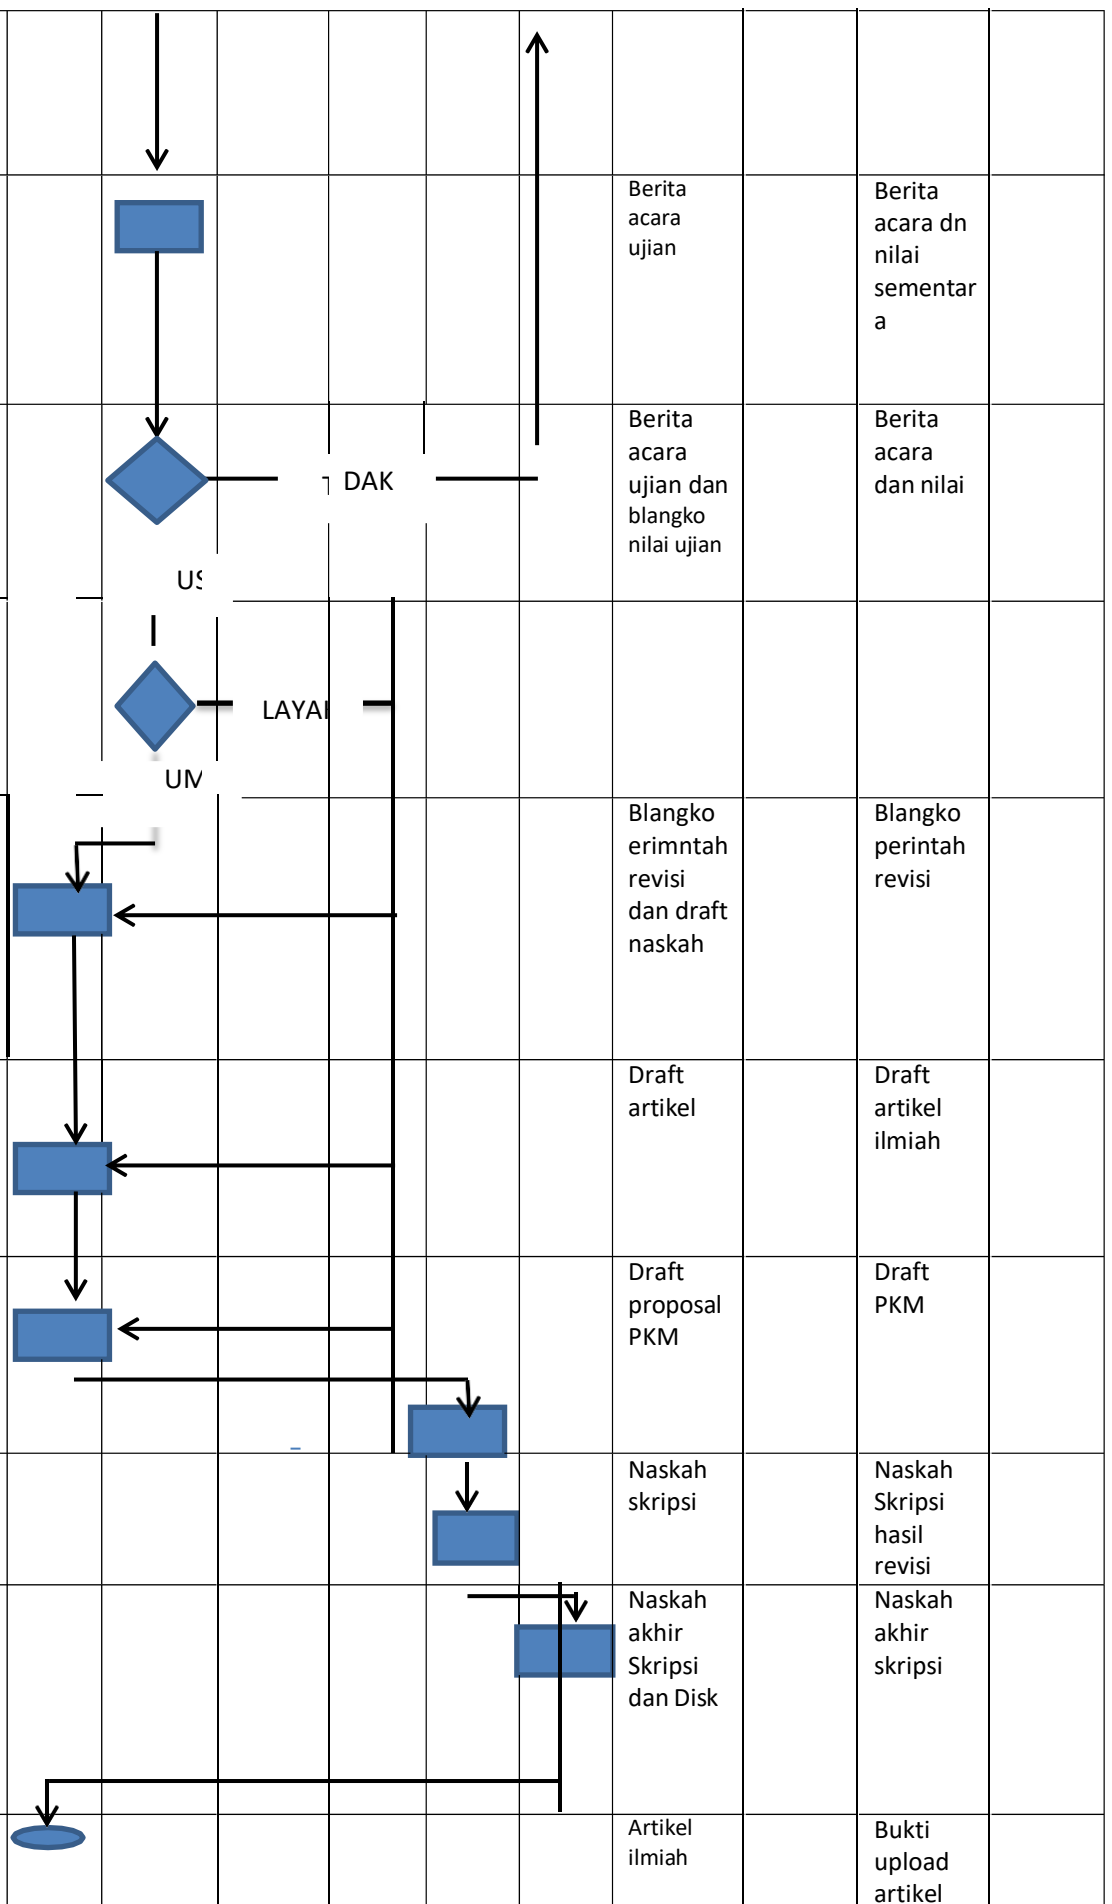 Berita
acara
ujian
Berita
acara dn
nilai
sementar
a
DAK
Berita
acara
ujian dan
blangko
nilai ujian
Berita
acara
dan nilai
UM
Blangko
erimntah
revisi
dan draft
naskah
Blangko
perintah
revisi
Draft
artikel
Draft
artikel
ilmiah
Draft
proposal
PKM
Draft
PKM
Naskah
skripsi
Naskah
Skripsi
hasil
revisi
Naskah
akhir
Skripsi
dan Disk
Naskah
akhir
skripsi
Artikel
ilmiah
Bukti
upload
artikel